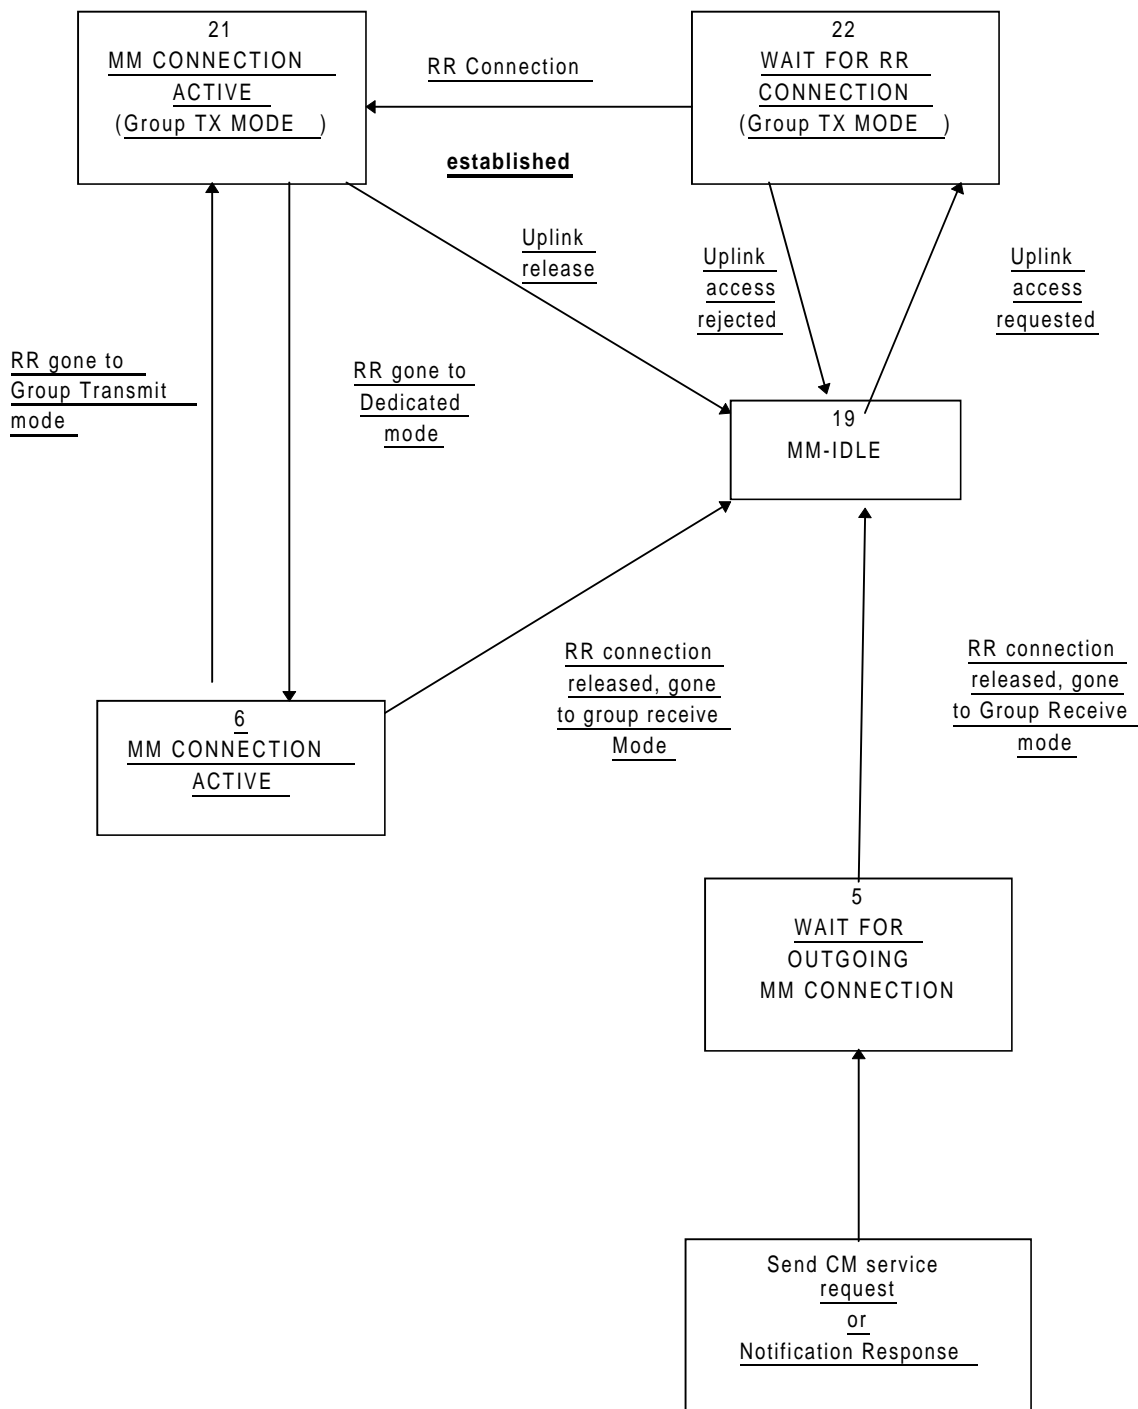 21
MM CONNECTION
ACTIVE
(Group TX MODE )
RR Connection
established
22
WAIT FOR RR
CONNECTION
(Group TX MODE )
Uplink
release
Uplink
access
rejected
Uplink
access
requested
RR gone to
Group Transmit
mode
RR gone to
Dedicated
mode
19
MM-IDLE
RR connection
released, gone
to group receive
Mode
RR connection
released, gone
to Group Receive
mode
6
MM CONNECTION
ACTIVE
5
WAIT FOR
OUTGOING
MM CONNECTION
Send CM service
request
or
Notification Response